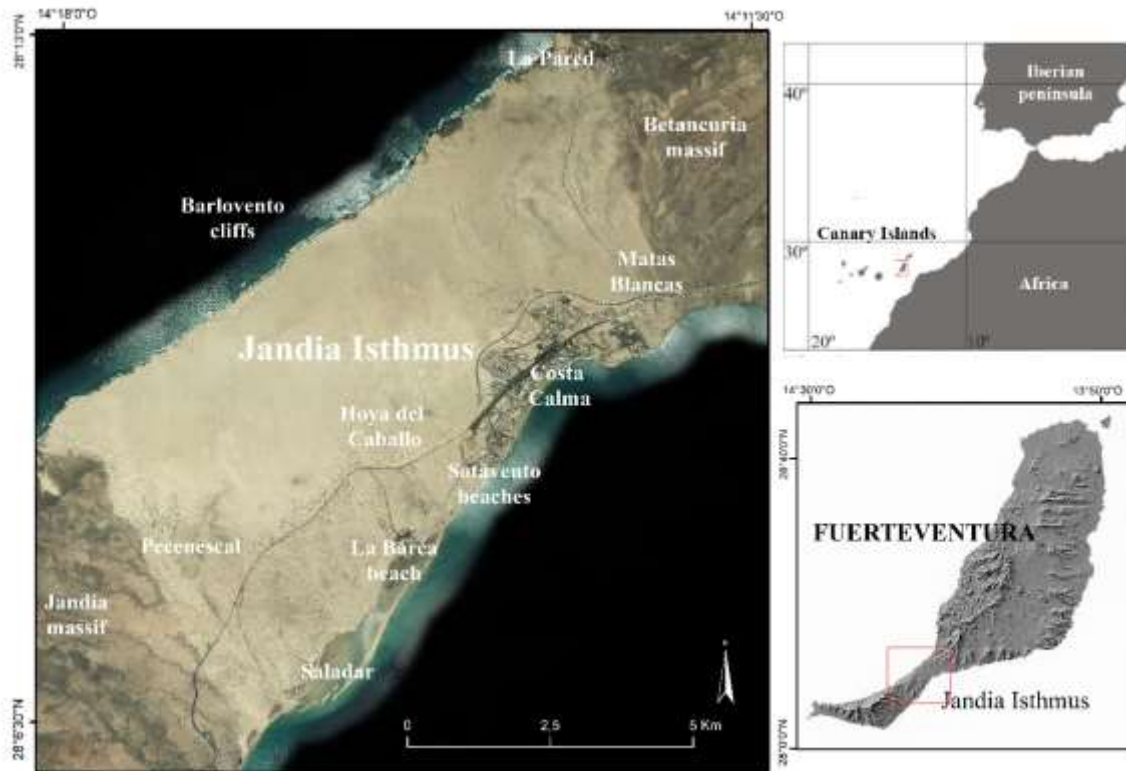 14°18'0"O
14°11'30"O
28°13'0"N
La Pared
Betancuria
massif
Barlovento
cliffs
Matas
Blancas
Jandia Isthmus
Costa
Calma
Hoya del
Caballo
Sotavento
beaches
Pecenescal
La Barca
beach
Jandia
massif
Saladar
28°6'30"N
0
2,5
5 Km
Iberian
peninsula
40°
Canary Islands
30°
Africa
20°
10°
14°30'0"O
13°50'0"O
28°40'0"N
FUERTEVENTURA
Jandia Isthmus
28°0'0"N